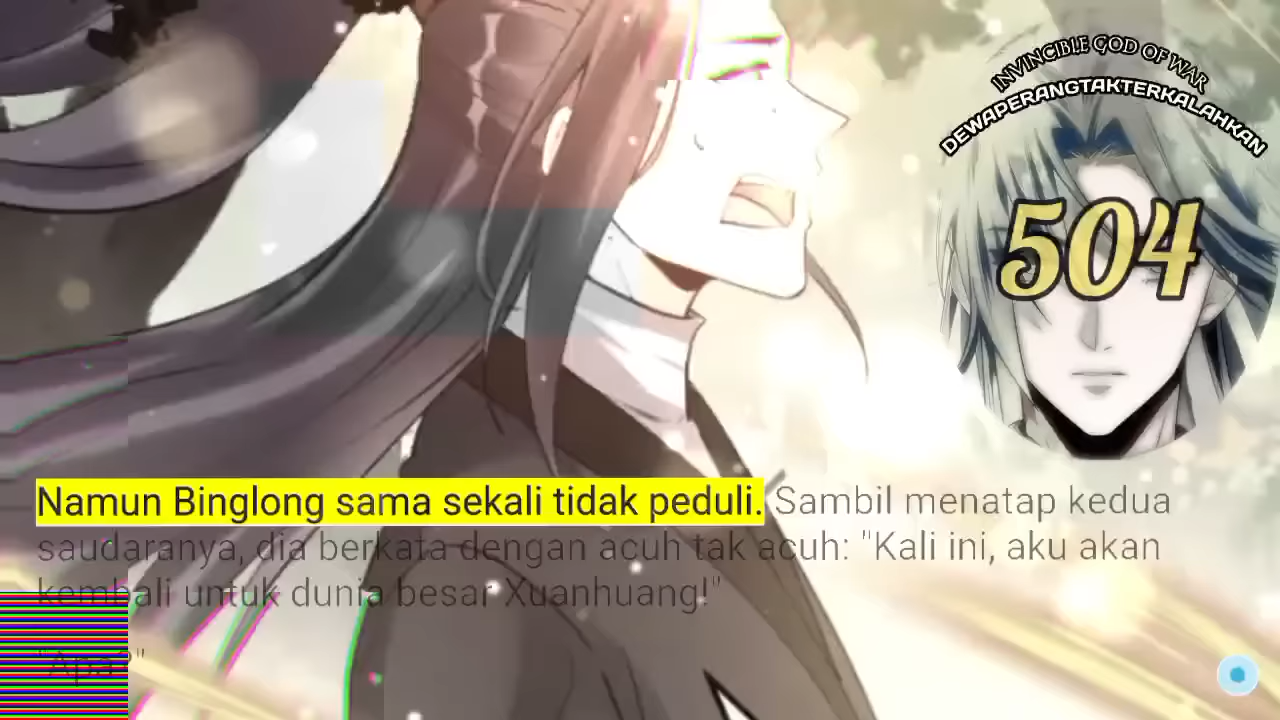 INVINCIBLE GOD OF WAR
DEWAPERANGTAKTERKALAHKAN
504
Namun Binglong sama sekali tidak peduli. Sambil menatap kedua
saudaranya, dia berkata dengan acuh tak acuh: "Kali ini, aku akan
kembali untuk dunia besar Xuanhuang!"
"Apa?"